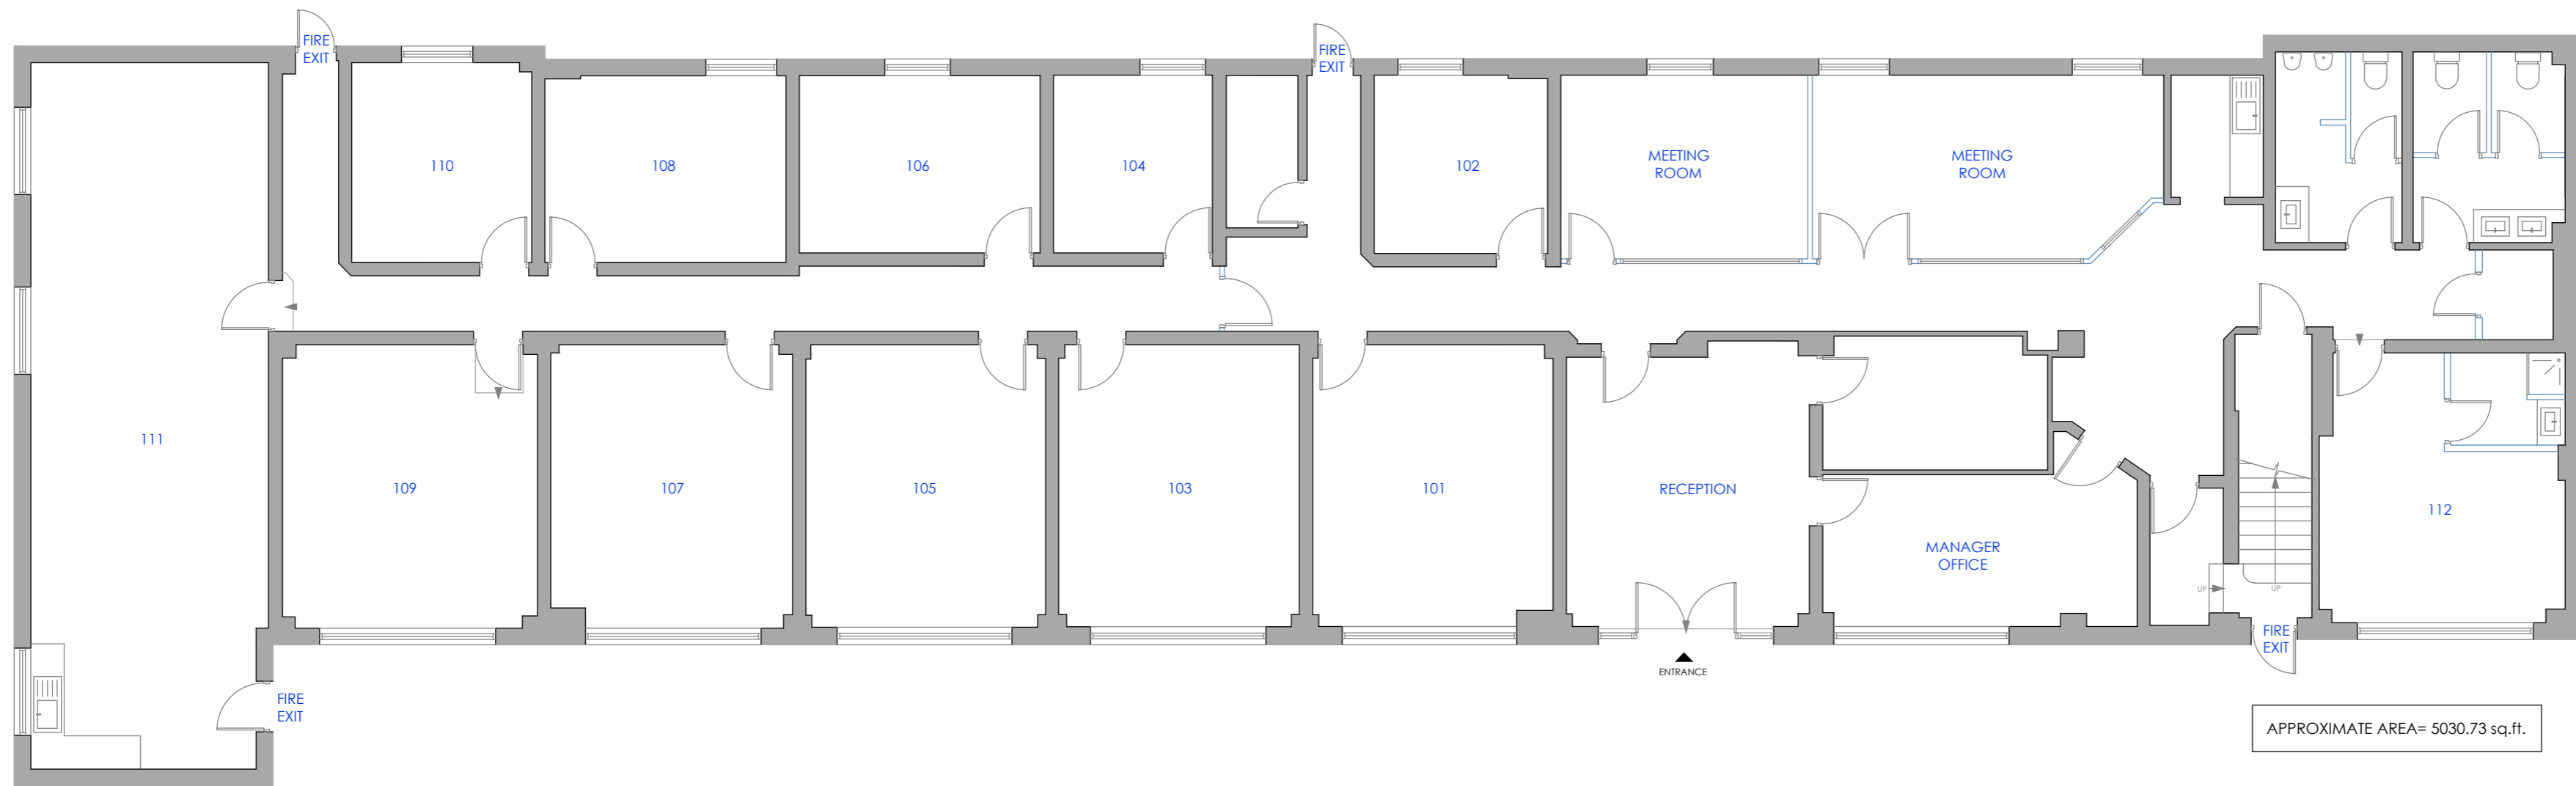 FIRE
EXIT
FIRE
EXIT
110
108
106
104
102
MEETING
ROOM
MEETING
ROOM
111
109
107
105
103
101
RECEPTION
MANAGER
OFFICE
112
UP
UP
FIRE
EXIT
ENTRANCE
FIRE
EXIT
APPROXIMATE AREA= 5030.73 sq.ft.